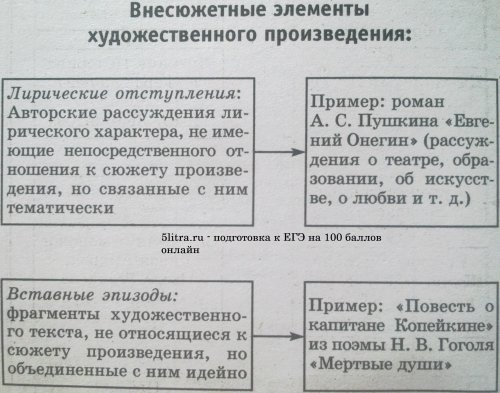 Внесюжетные элементы
художественного произведения:
Лирические отступления:
Авторские рассуждения ли-
рического характера, не име-
ющие непосредственного от-
ношения к сюжету произве-
дения, но связанные с ним
тематически
Пример: роман
А. С. Пушкина «Евге-
ний Онегин» (рассуж-
дения о театре, обра-
зовании, об искусст-
ве, о любви и т. д.)
5litra.ru - подготовка к ЕГЭ на 100 баллов
онлайн
Вставные эпизоды:
фрагменты художественно-
го текста, не относящиеся к
сюжету произведения, но
объединенные с ним идейно
Пример: «Повесть о
капитане Копейкине»
из поэмы Н. В. Гоголя
«Мертвые души»